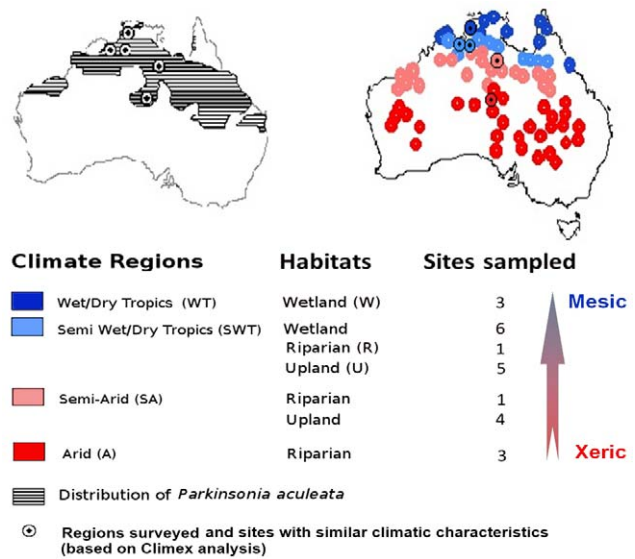 Climate Regions Habitats Sites sampled
Wet/Dry Tropics (WT) Wetland (W) 3 Mesic
Semi Wet/Dry Tropics (SWT) Wetland 6
Riparian (R) 1
Upland (U) 5
Semi-Arid (SA) Riparian 1
Upland 4
Arid (A) Riparian 3 Xeric
Distribution of Parkinsonia aculeata
Regions surveyed and sites with similar climatic characteristics
(based on Climex analysis)